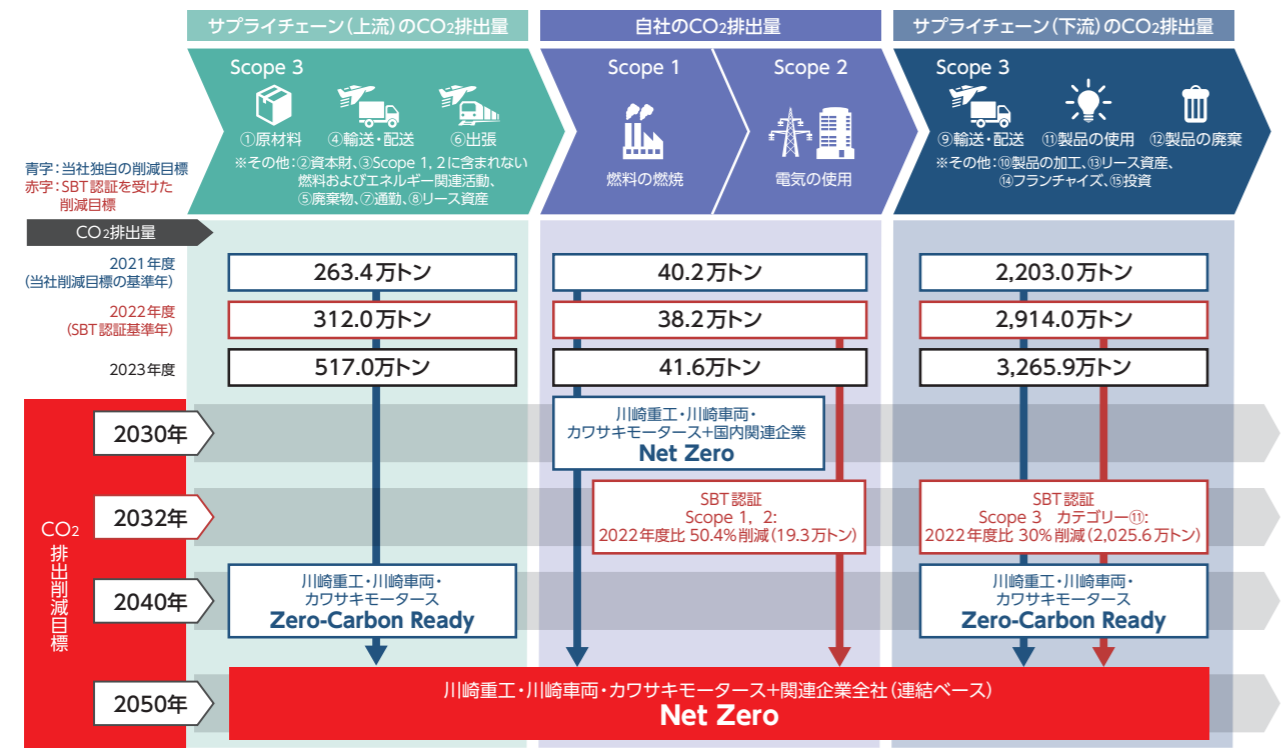 サプライチェーン(上流)のCO2排出量
自社のCO2排出量
サプライチェーン(下流)のCO2排出量
Scope 3
①原材料
④輸送・配送
⑥出張
※その他:②資本財、③Scope 1, 2に含まれない
燃料およびエネルギー関連活動、
⑤廃棄物、⑦通勤、⑧リース資産
Scope 1
燃料の燃焼
Scope 2
電気の使用
Scope 3
⑨輸送・配送
⑪製品の使用
⑫製品の廃棄
※その他:⑩製品の加工、⑬リース資産、
⑭フランチャイズ、⑮投資
青字:当社独自の削減目標
赤字:SBT認証を受けた
削減目標
CO2排出量
2021年度
(当社削減目標の基準年)
263.4万トン
40.2万トン
2,203.0万トン
2022年度
(SBT認証基準年)
312.0万トン
38.2万トン
2,914.0万トン
2023年度
517.0万トン
41.6万トン
3,265.9万トン
CO2排出削減目標
2030年
川崎重工・川崎車両・
カワサキモータース+国内関連企業
Net Zero
2032年
SBT認証
Scope 1, 2:
2022年度比 50.4%削減(19.3万トン)
SBT認証
Scope 3 カテゴリー⑪:
2022年度比 30%削減(2,025.6万トン)
2040年
川崎重工・川崎車両・
カワサキモータース
Zero-Carbon Ready
川崎重工・川崎車両・
カワサキモータース
Zero-Carbon Ready
2050年
川崎重工・川崎車両・カワサキモータース+関連企業全社(連結ベース)
Net Zero